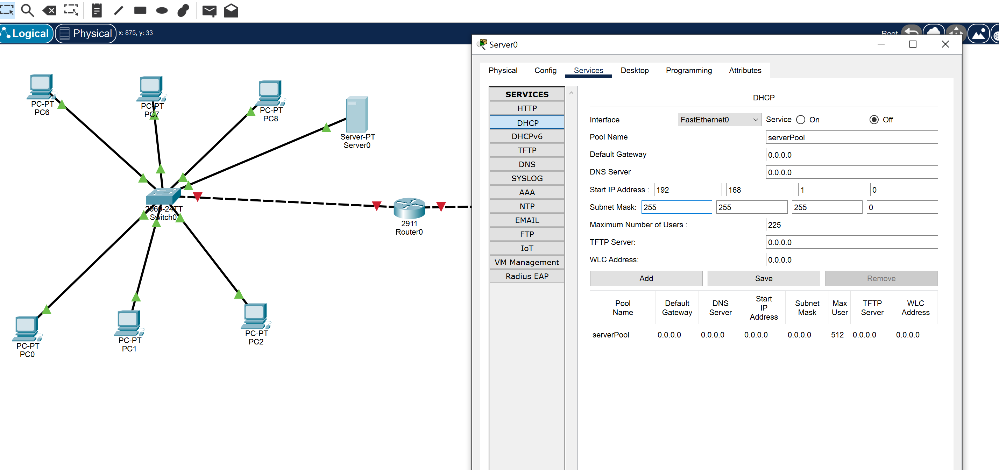 Logical
Physical
x: 875, y: 33
Root
Server0
Physical Config Services Desktop Programming Attributes
SERVICES
HTTP
DHCP
DHCPv6
TFTP
DNS
SYSLOG
AAA
NTP
EMAIL
FTP
IoT
VM Management
Radius EAP
DHCP
Interface FastEthernet0 Service On Off
Pool Name serverPool
Default Gateway 0.0.0.0
DNS Server 0.0.0.0
Start IP Address : 192 168 1 0
Subnet Mask: 255 255 255 0
Maximum Number of Users : 225
TFTP Server: 0.0.0.0
WLC Address: 0.0.0.0
Add Save Remove
Pool Name Default Gateway DNS Server Start IP Address Subnet Mask Max User TFTP Server WLC Address
serverPool 0.0.0.0 0.0.0.0 0.0.0.0 0.0.0.0 512 0.0.0.0 0.0.0.0
PC-PT
PC6
PC-PT
PC7
PC-PT
PC8
Server-PT
Server0
2960-24TT
Switch0
2911
Router0
PC-PT
PC0
PC-PT
PC1
PC-PT
PC2